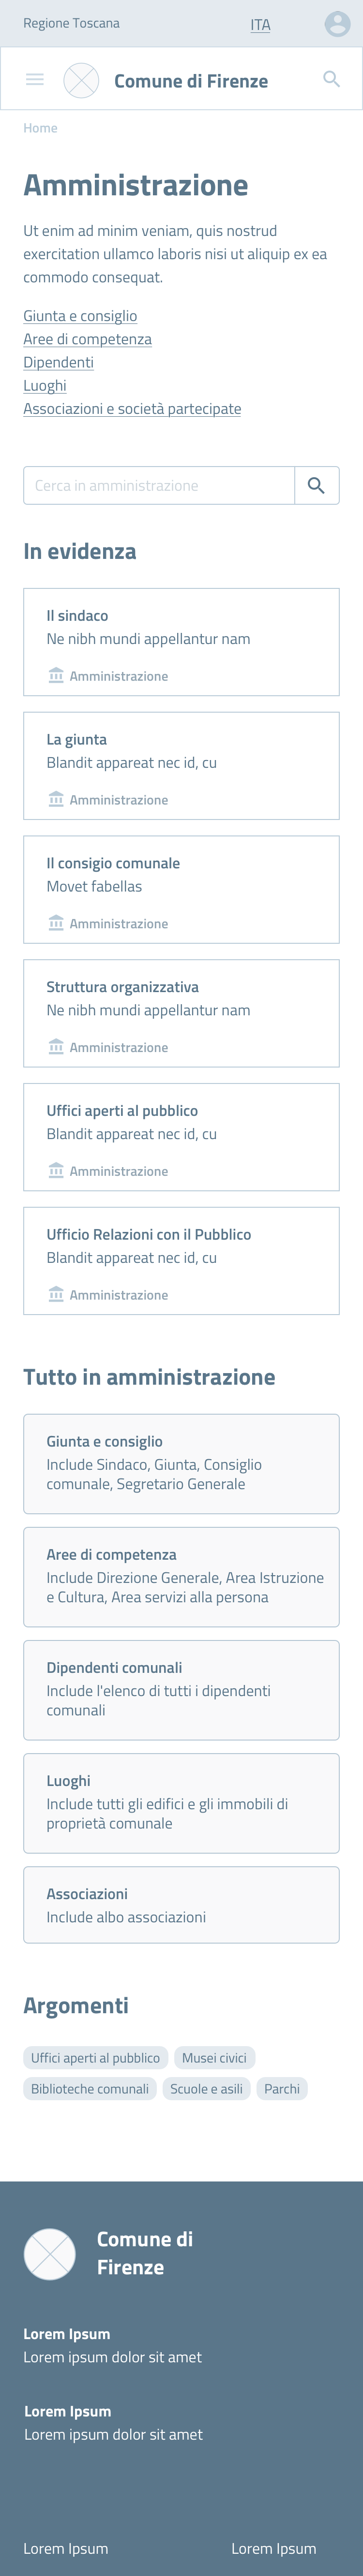 Regione Toscana
ITA
Comune di Firenze
Home
Amministrazione
Ut enim ad minim veniam, quis nostrud
exercitation ullamco laboris nisi ut aliquip ex ea
commodo consequat.
Giunta e consiglio
Aree di competenza
Dipendenti
Luoghi
Associazioni e società partecipate
Cerca in amministrazione
In evidenza
Il sindaco
Ne nibh mundi appellantur nam
Amministrazione
La giunta
Blandit appareat nec id, cu
Amministrazione
Il consigio comunale
Movet fabellas
Amministrazione
Struttura organizzativa
Ne nibh mundi appellantur nam
Amministrazione
Uffici aperti al pubblico
Blandit appareat nec id, cu
Amministrazione
Ufficio Relazioni con il Pubblico
Blandit appareat nec id, cu
Amministrazione
Tutto in amministrazione
Giunta e consiglio
Include Sindaco, Giunta, Consiglio
comunale, Segretario Generale
Aree di competenza
Include Direzione Generale, Area Istruzione
e Cultura, Area servizi alla persona
Dipendenti comunali
Include l'elenco di tutti i dipendenti
comunali
Luoghi
Include tutti gli edifici e gli immobili di
proprietà comunale
Associazioni
Include albo associazioni
Argomenti
Uffici aperti al pubblico
Musei civici
Biblioteche comunali
Scuole e asili
Parchi
Comune di
Firenze
Lorem Ipsum
Lorem ipsum dolor sit amet
Lorem Ipsum
Lorem ipsum dolor sit amet
Lorem Ipsum
Lorem Ipsum